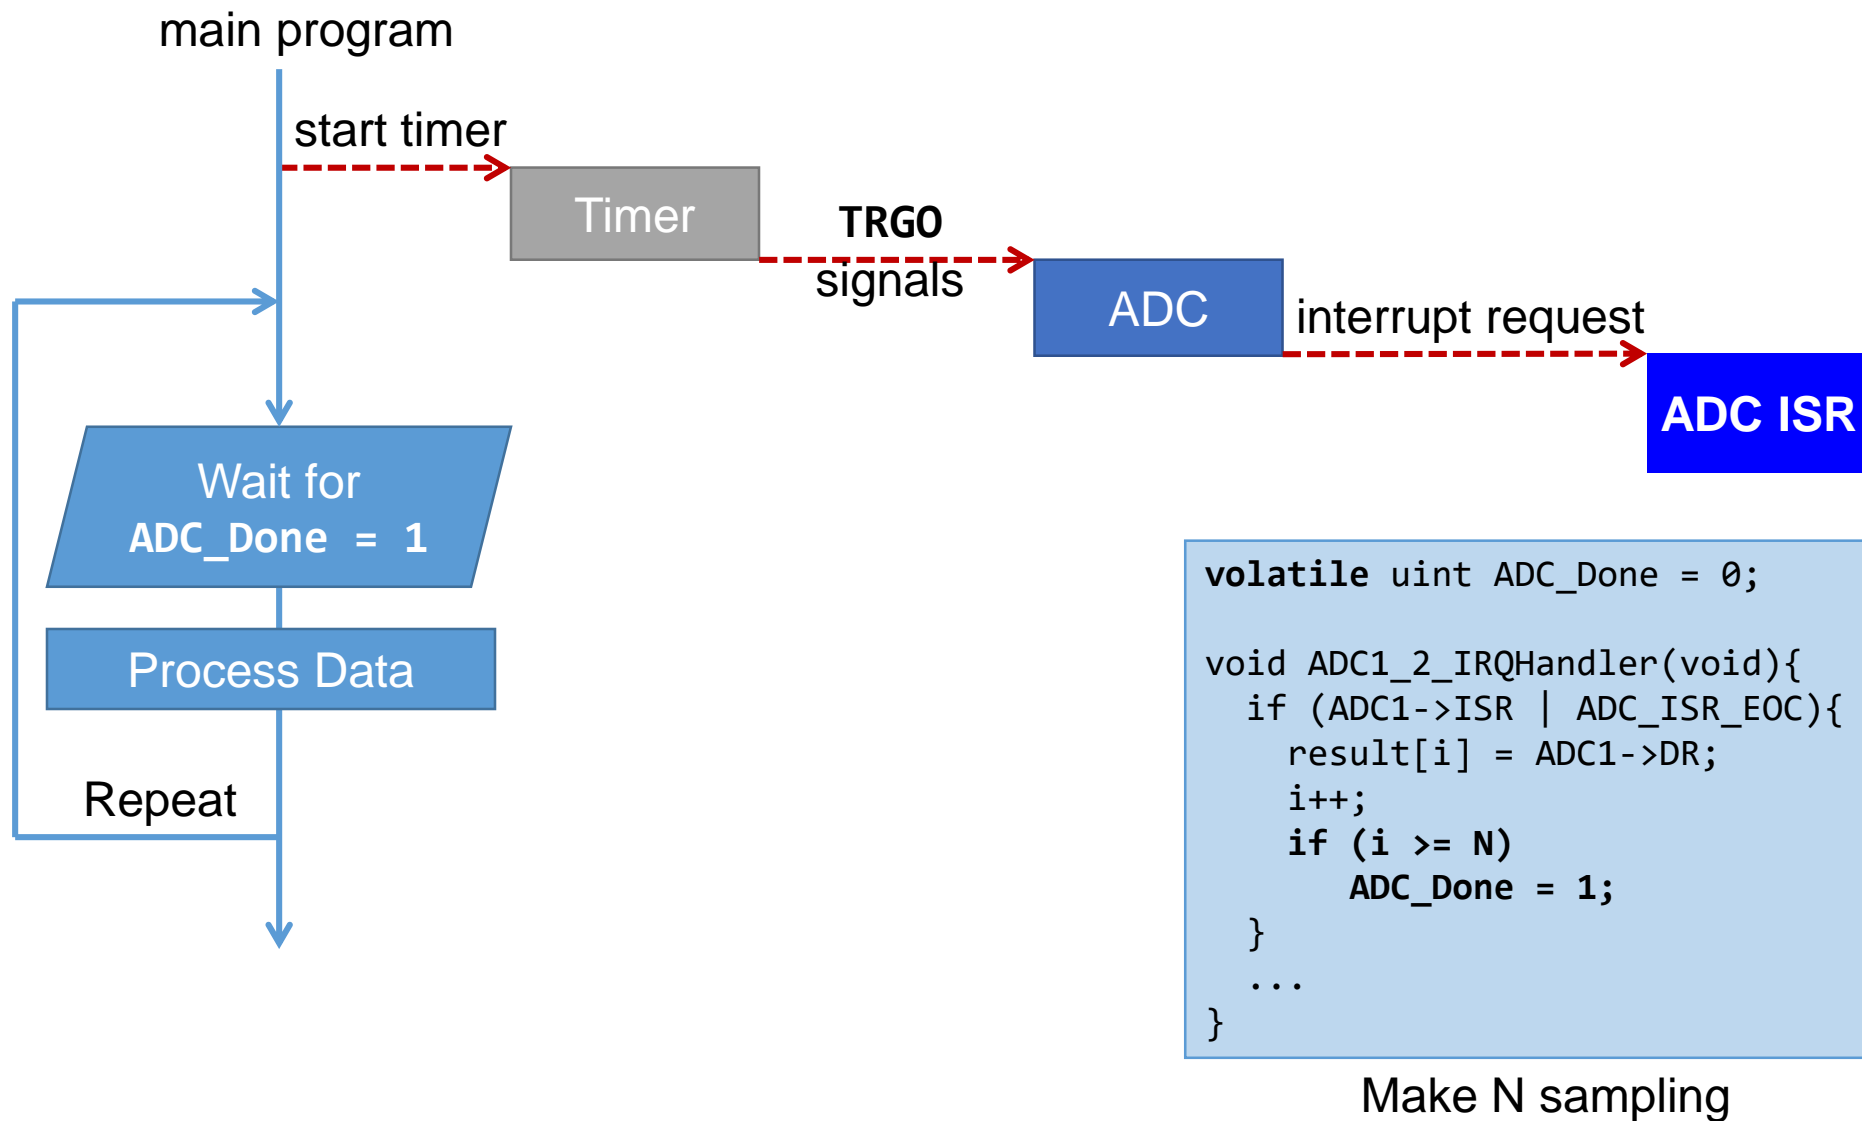 main program
start timer
Timer
TRGO
signals
ADC
interrupt request
ADC ISR
Wait for
ADC_Done = 1
Process Data
Repeat
volatile uint ADC_Done = 0;
void ADC1_2_IRQHandler(void){
  if (ADC1->ISR | ADC_ISR_EOC){
    result[i] = ADC1->DR;
    i++;
    if (i >= N)
       ADC_Done = 1;
  }
  ...
}
Make N sampling